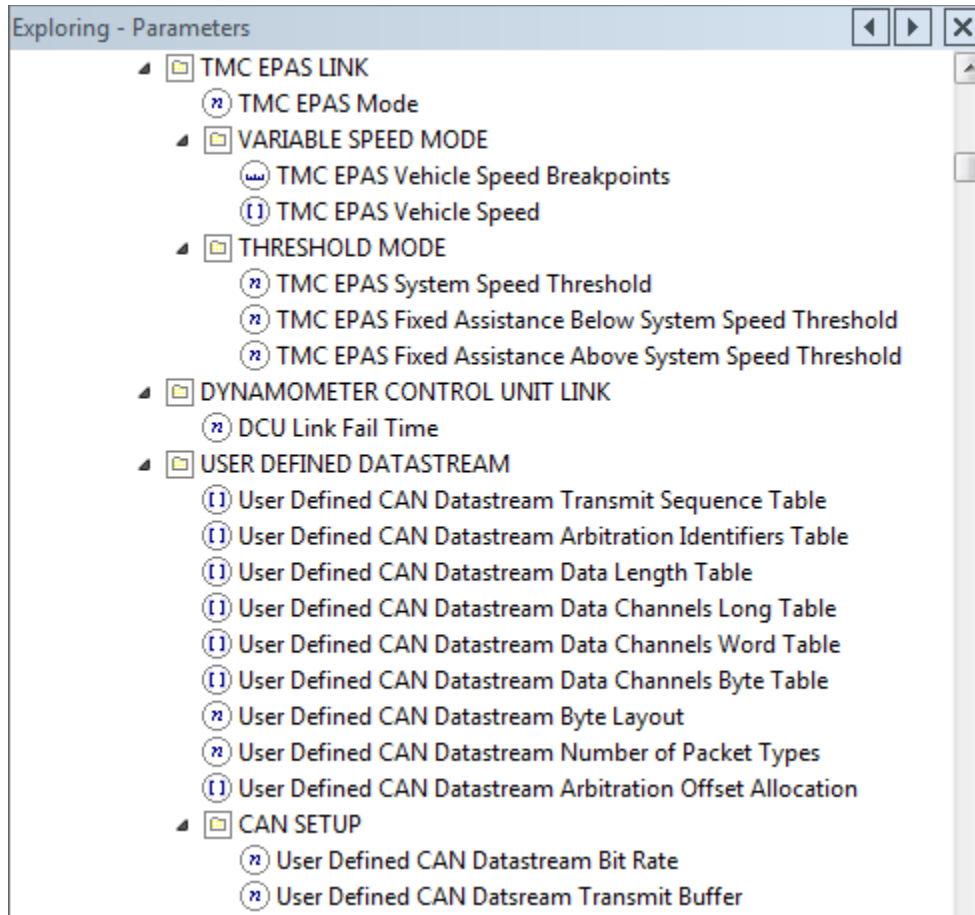 Exploring - Parameters
TMC EPAS LINK
TMC EPAS Mode
VARIABLE SPEED MODE
TMC EPAS Vehicle Speed Breakpoints
TMC EPAS Vehicle Speed
THRESHOLD MODE
TMC EPAS System Speed Threshold
TMC EPAS Fixed Assistance Below System Speed Threshold
TMC EPAS Fixed Assistance Above System Speed Threshold
DYNAMOMETER CONTROL UNIT LINK
DCU Link Fail Time
USER DEFINED DATASTREAM
User Defined CAN Datastream Transmit Sequence Table
User Defined CAN Datastream Arbitration Identifiers Table
User Defined CAN Datastream Data Length Table
User Defined CAN Datastream Data Channels Long Table
User Defined CAN Datastream Data Channels Word Table
User Defined CAN Datastream Data Channels Byte Table
User Defined CAN Datastream Byte Layout
User Defined CAN Datastream Number of Packet Types
User Defined CAN Datastream Arbitration Offset Allocation
CAN SETUP
User Defined CAN Datastream Bit Rate
User Defined CAN Datsream Transmit Buffer